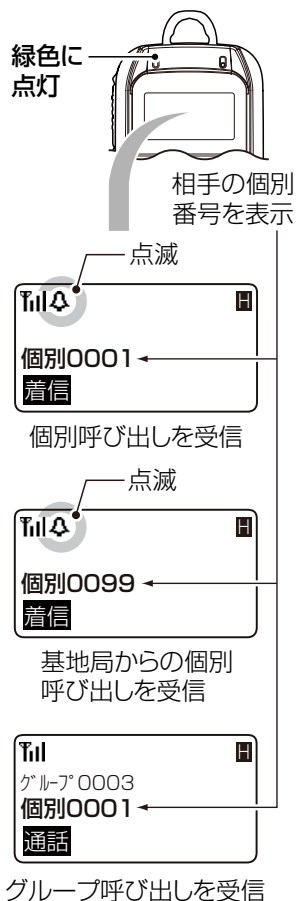 緑色に
点灯
相手の個別
番号を表示
点滅
H
個別0001
着信
個別呼び出しを受信
点滅
H
個別0099
着信
基地局からの個別
呼び出しを受信
H
ｸﾞﾙｰﾌﾟ0003
個別0001
通話
グループ呼び出しを受信